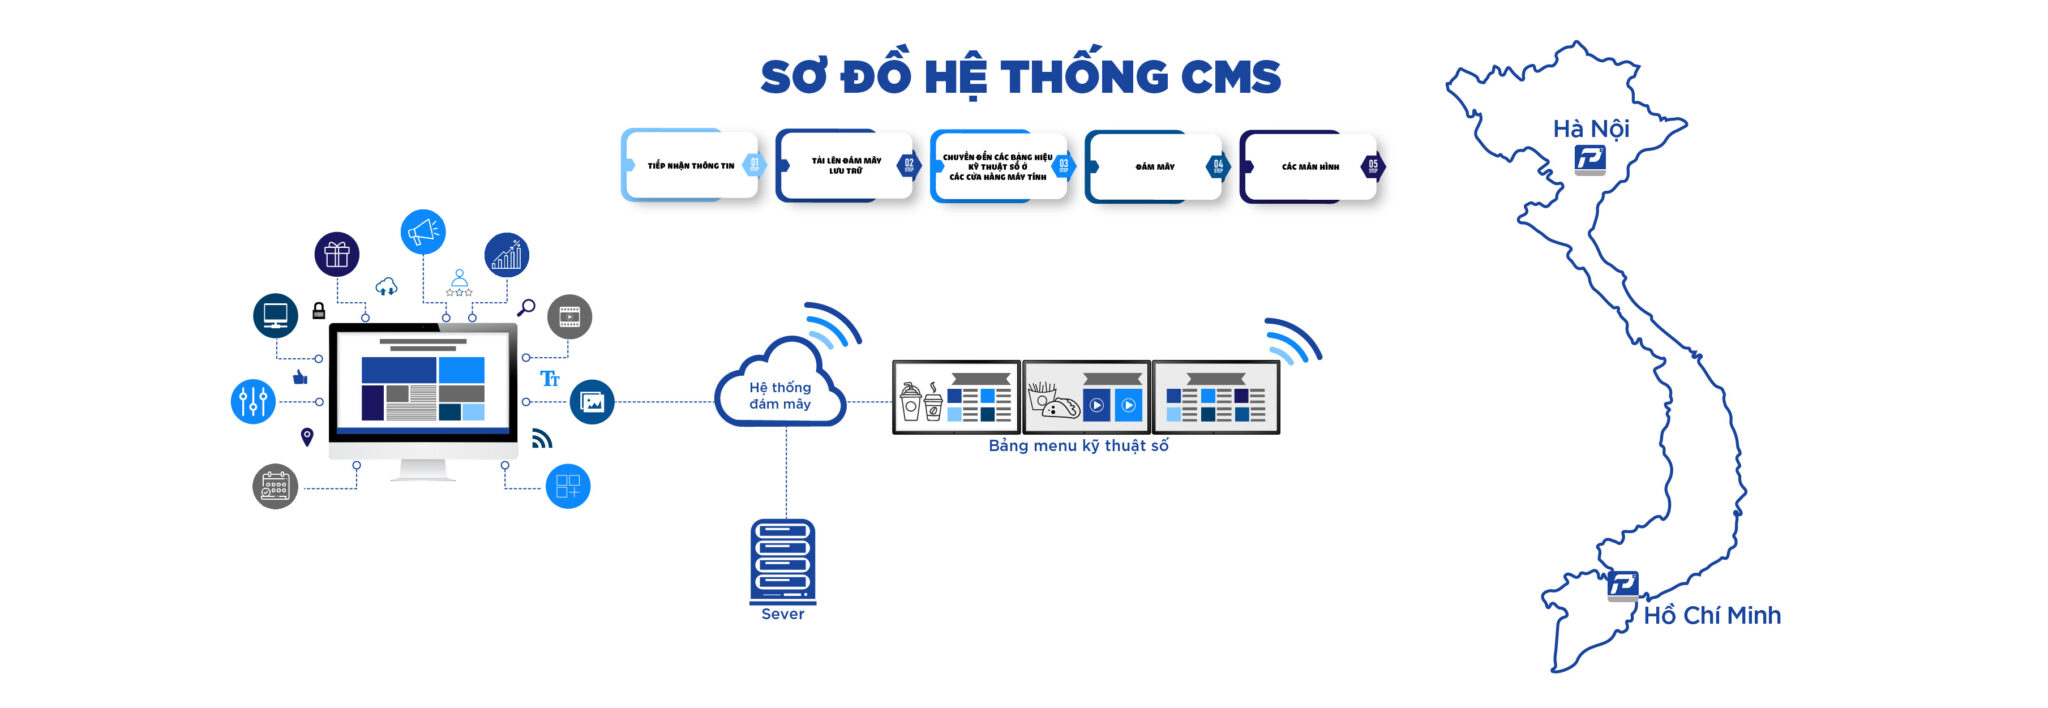 SƠ ĐỒ HỆ THỐNG CMS
TIẾP NHẬN THÔNG TIN
01
STEP
TẢI LÊN ĐÁM MÂY
LƯU TRỮ
02
STEP
CHUYỂN ĐẾN CÁC BẢNG HIỆU
KỸ THUẬT SỐ Ở
CÁC CỬA HÀNG MÁY TÍNH
03
STEP
ĐÁM MÂY
04
STEP
CÁC MÀN HÌNH
05
STEP
Hà Nội
%
TT
Hệ thống
đám mây
Bảng menu kỹ thuật số
Sever
Hồ Chí Minh